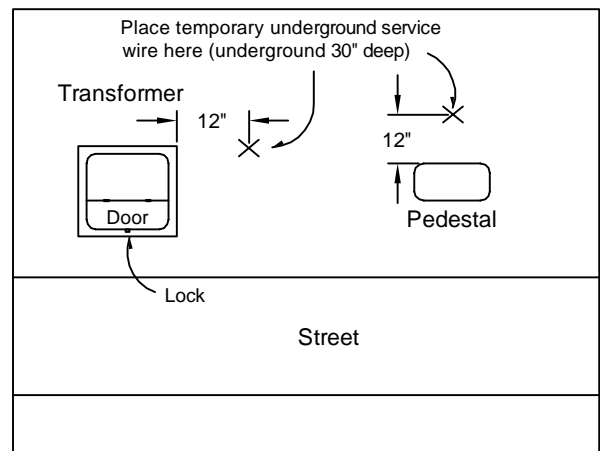 Place temporary underground service
wire here (underground 30" deep)
Transformer
12"
12"
Door
Pedestal
Lock
Street